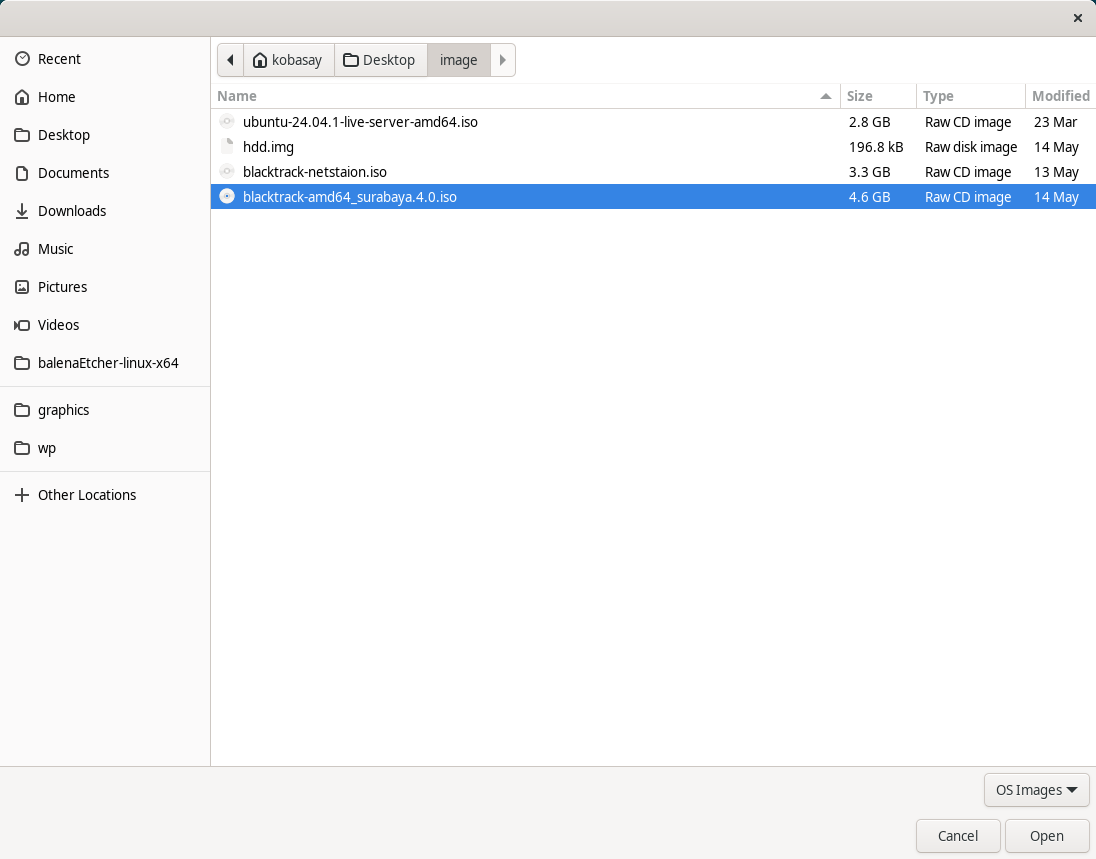 Recent
Home
Desktop
Documents
Downloads
Music
Pictures
Videos
balenaEtcher-linux-x64
graphics
wp
Other Locations
kobasay Desktop image
Name Size Type Modified
ubuntu-24.04.1-live-server-amd64.iso 2.8 GB Raw CD image 23 Mar
hdd.img 196.8 kB Raw disk image 14 May
blacktrack-netstaion.iso 3.3 GB Raw CD image 13 May
blacktrack-amd64_surabaya.4.0.iso 4.6 GB Raw CD image 14 May
OS Images
Cancel Open